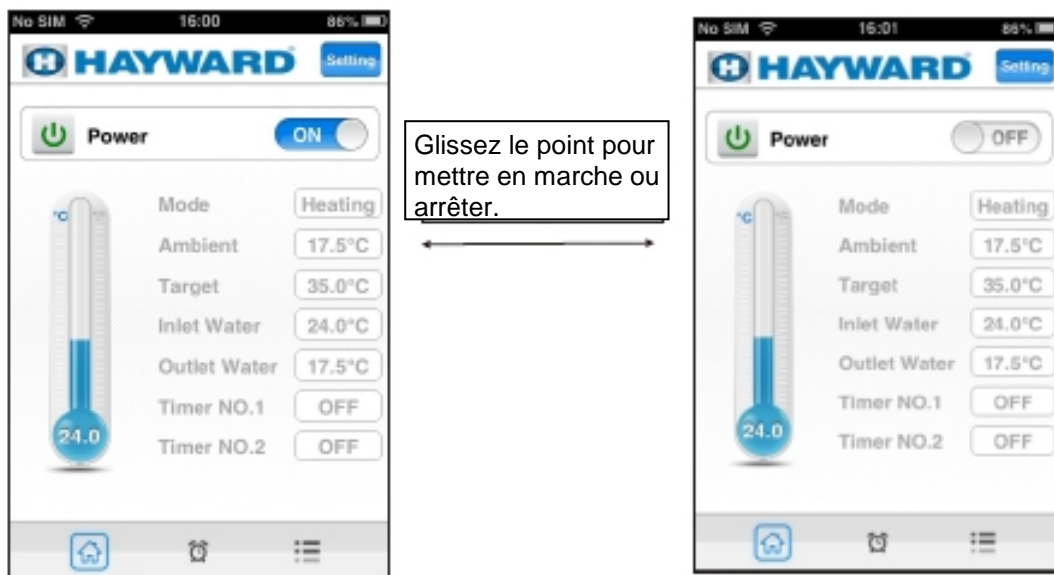 No SIM 16:00 86%
HAYWARD Setting
Power ON
Mode Heating
Ambient 17.5°C
Target 35.0°C
Inlet Water 24.0°C
Outlet Water 17.5°C
Timer NO.1 OFF
Timer NO.2 OFF
°C
24.0
Glissez le point pour
mettre en marche ou
arrêter.
No SIM 16:01 86%
HAYWARD Setting
Power OFF
Mode Heating
Ambient 17.5°C
Target 35.0°C
Inlet Water 24.0°C
Outlet Water 17.5°C
Timer NO.1 OFF
Timer NO.2 OFF
°C
24.0